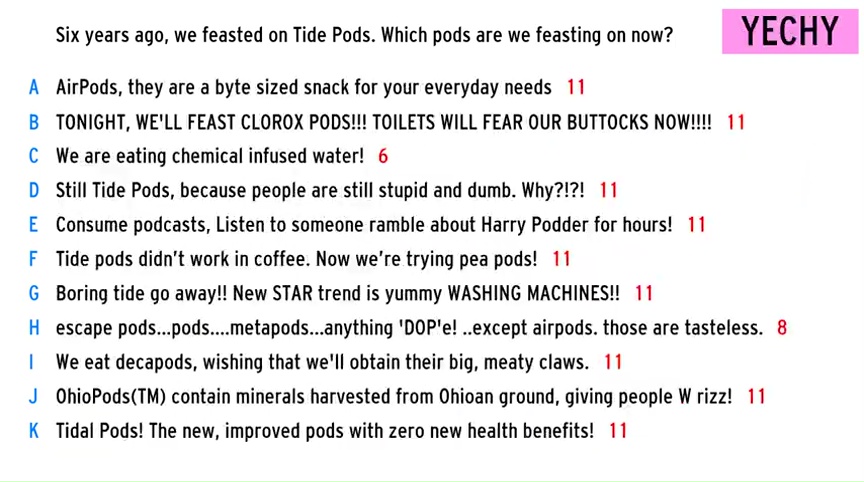 Six years ago, we feasted on Tide Pods. Which pods are we feasting on now?
YECHY
A AirPods, they are a byte sized snack for your everyday needs 11
B TONIGHT, WE'LL FEAST CLOROX PODS!!! TOILETS WILL FEAR OUR BUTTOCKS NOW!!!! 11
C We are eating chemical infused water! 6
D Still Tide Pods, because people are still stupid and dumb. Why?!?! 11
E Consume podcasts, Listen to someone ramble about Harry Podder for hours! 11
F Tide pods didn’t work in coffee. Now we’re trying pea pods! 11
G Boring tide go away!! New STAR trend is yummy WASHING MACHINES!! 11
H escape pods...pods....metapods...anything 'DOP'e! ..except airpods. those are tasteless. 8
I We eat decapods, wishing that we'll obtain their big, meaty claws. 11
J OhioPods(TM) contain minerals harvested from Ohioan ground, giving people W rizz! 11
K Tidal Pods! The new, improved pods with zero new health benefits! 11